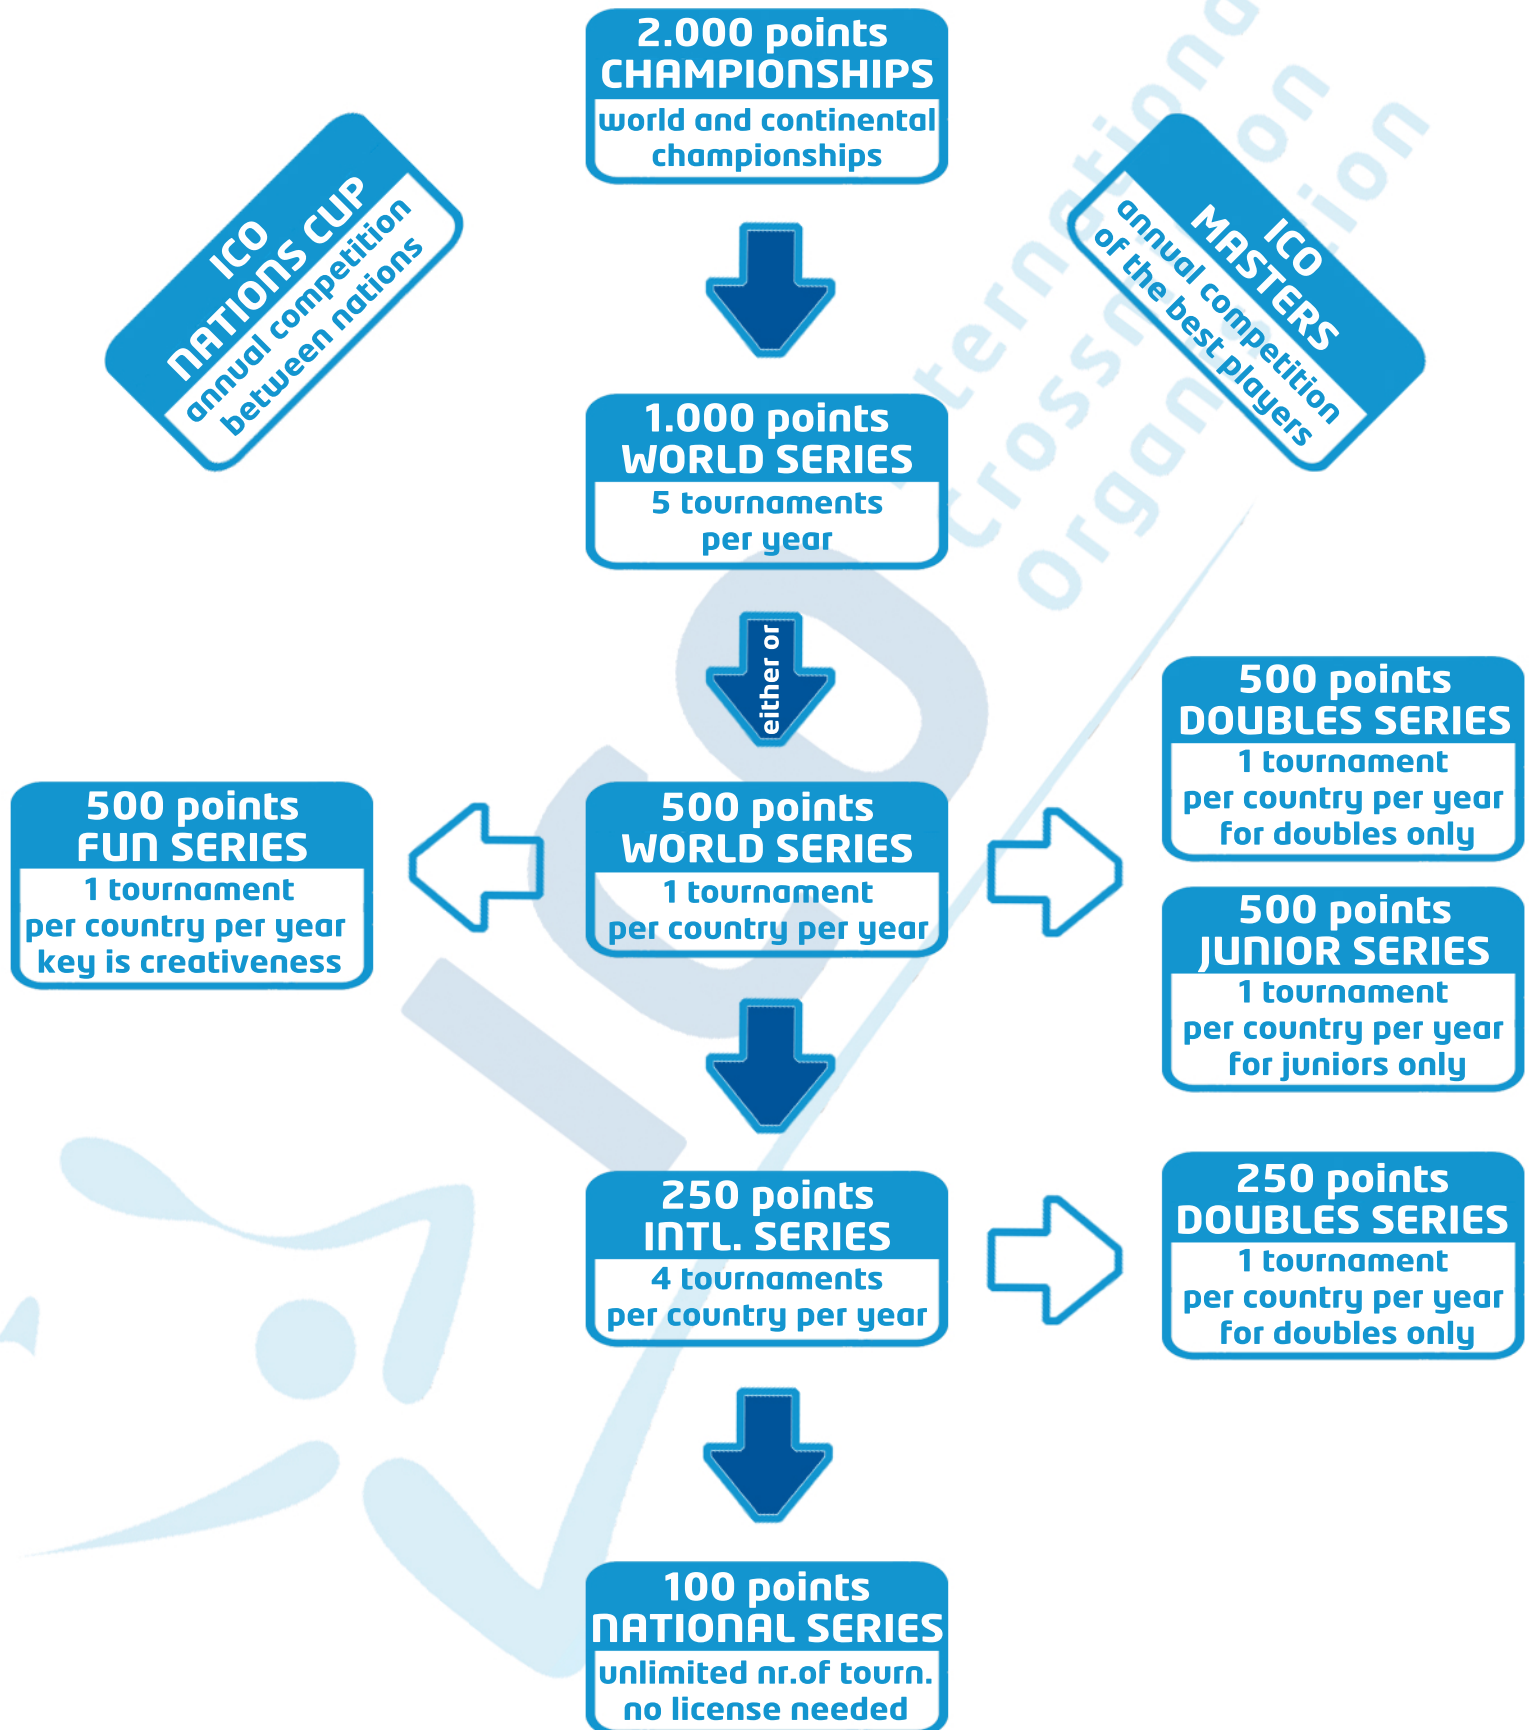 2.000 points
CHAMPIONSHIPS
world and continental
championships
ICO
NATIONS CUP
annual competition
between nations
ICO
MASTERS
annual competition
of the best players
1.000 points
WORLD SERIES
5 tournaments
per year
either or
500 points
FUN SERIES
1 tournament
per country per year
key is creativeness
500 points
WORLD SERIES
1 tournament
per country per year
500 points
DOUBLES SERIES
1 tournament
per country per year
for doubles only
500 points
JUNIOR SERIES
1 tournament
per country per year
for juniors only
250 points
INTL. SERIES
4 tournaments
per country per year
250 points
DOUBLES SERIES
1 tournament
per country per year
for doubles only
100 points
NATIONAL SERIES
unlimited nr.of tourn.
no license needed
ICO